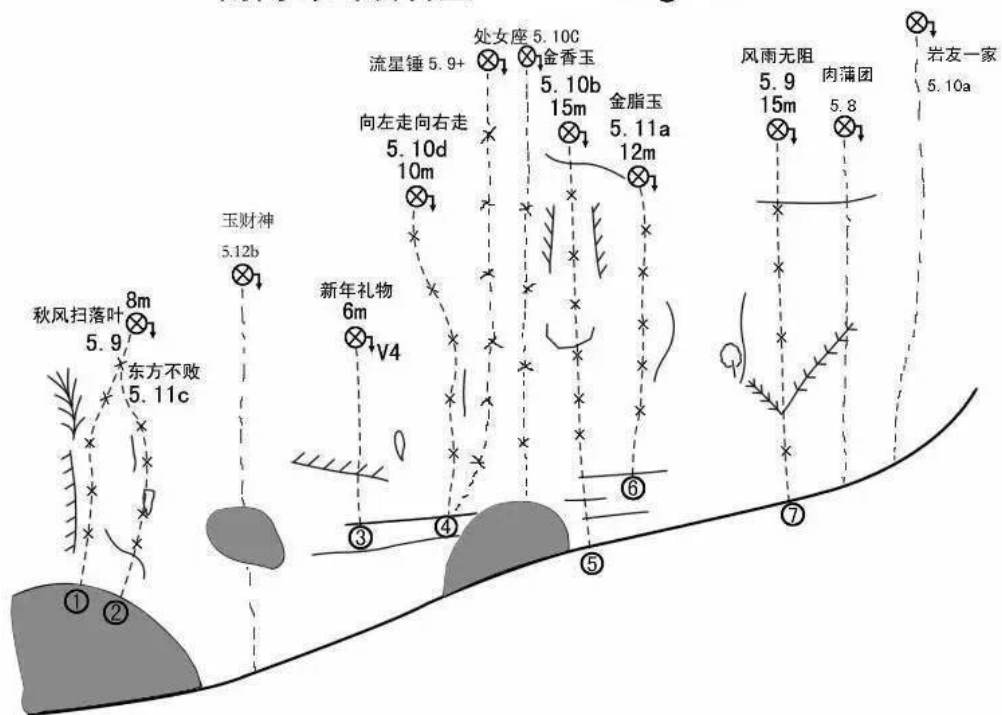 处女座 5.10C
流星锤 5.9+
金香玉
5.10b
15m
金脂玉
5.11a
12m
风雨无阻
5.9
15m
肉蒲团
5.8
岩友一家
5.10a
向左走向右走
5.10d
10m
玉财神
5.12b
新年礼物
6m
V4
8m
秋风扫落叶
5.9
东方不败
5.11c
①
②
③
④
⑤
⑥
⑦